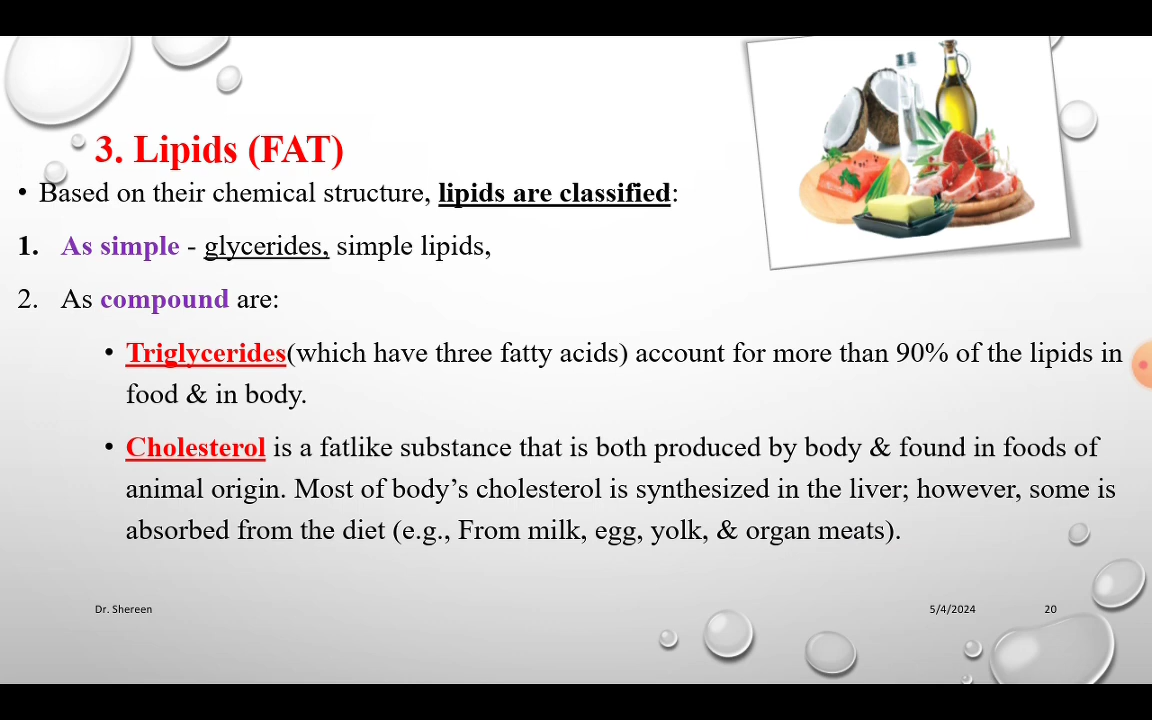 3. Lipids (FAT)
• Based on their chemical structure, lipids are classified:
1. As simple - glycerides, simple lipids,
2. As compound are:
• Triglycerides(which have three fatty acids) account for more than 90% of the lipids in
food & in body.
• Cholesterol is a fatlike substance that is both produced by body & found in foods of
animal origin. Most of body’s cholesterol is synthesized in the liver; however, some is
absorbed from the diet (e.g., From milk, egg, yolk, & organ meats).
Dr. Shereen
5/4/2024
20